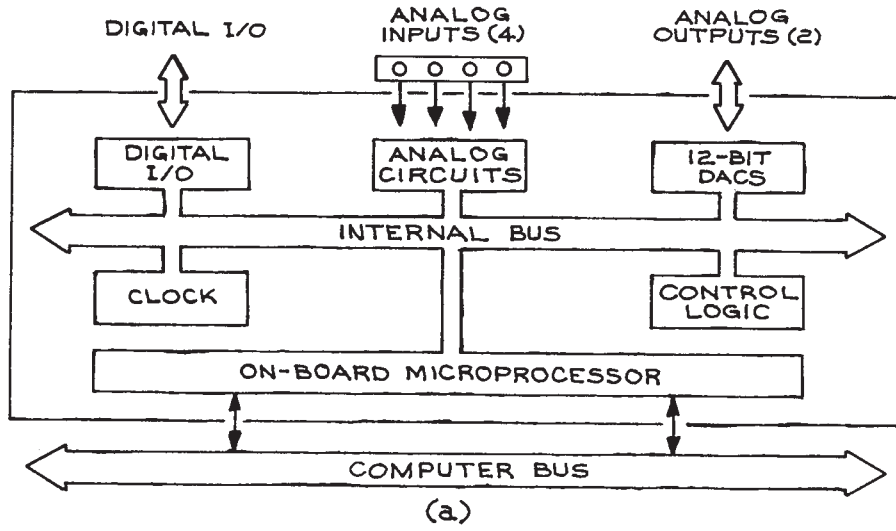 DIGITAL I/O
ANALOG
INPUTS (4)
ANALOG
OUTPUTS (2)
DIGITAL
I/O
ANALOG
CIRCUITS
12-BIT
DACS
INTERNAL BUS
CLOCK
CONTROL
LOGIC
ON-BOARD MICROPROCESSOR
COMPUTER BUS
(a)